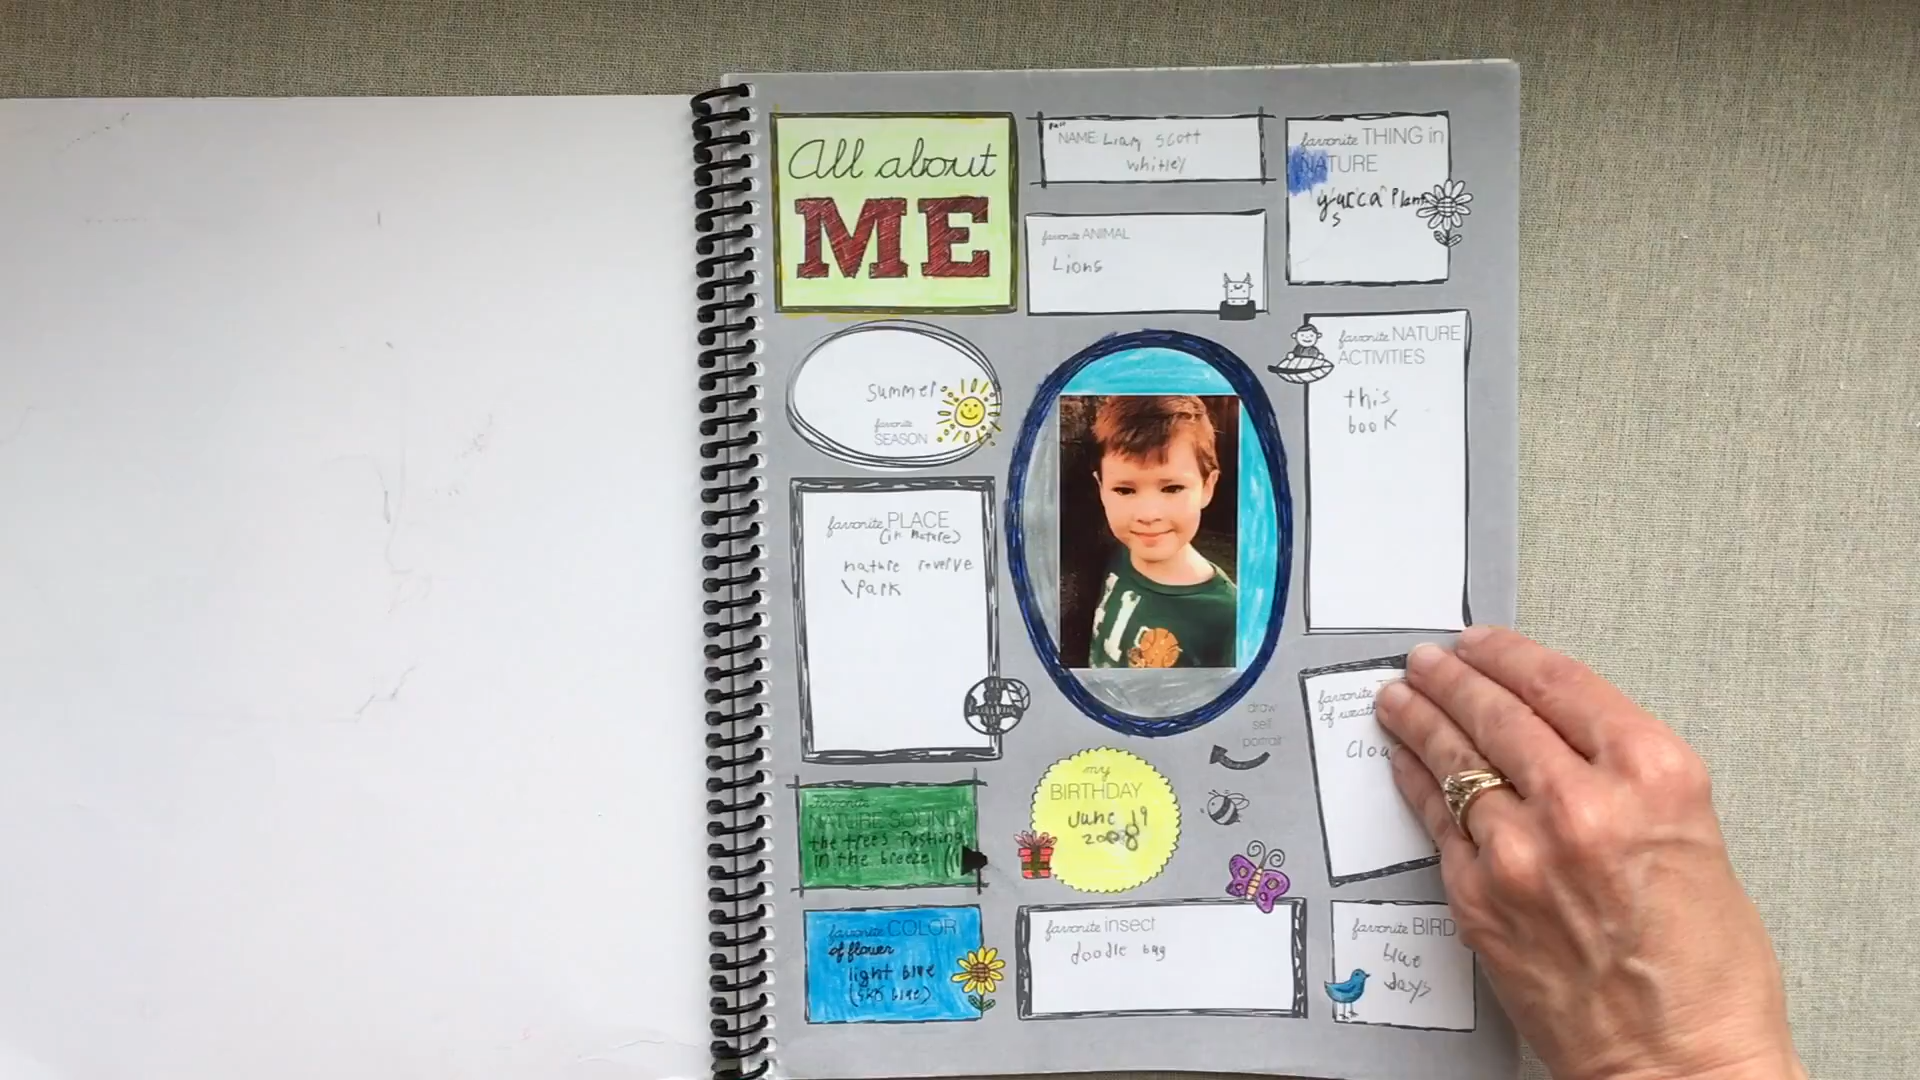 All about
ME
Full
NAME: Liam Scott
Whitley
favorite THING in
NATURE
yucca Plant
s
favorite ANIMAL
Lions
Summer
favorite
SEASON
favorite NATURE
ACTIVITIES
this
book
favorite PLACE
(in nature)
nature reverve
\Park
draw
self
portrait
favorite
of weath
Clou
favorite
NATURE SOUND
the trees rustling
in the breeze
my
BIRTHDAY
June 19
2008
favorite COLOR
of flower
light blue
(sky blue)
favorite insect
doodle bug
favorite BIRD
blue
Jays